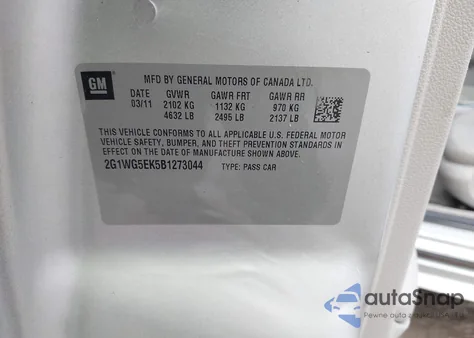 GM
MFD BY GENERAL MOTORS OF CANADA LTD.
DATE GVWR GAWR FRT GAWR RR
03/11 2102 KG 1132 KG 970 KG
4632 LB 2495 LB 2137 LB
THIS VEHICLE CONFORMS TO ALL APPLICABLE U.S. FEDERAL MOTOR
VEHICLE SAFETY, BUMPER, AND THEFT PREVENTION STANDARDS IN
EFFECT ON THE DATE OF MANUFACTURE SHOWN ABOVE.
2G1WG5EK5B1273044 TYPE: PASS CAR
autoSnap